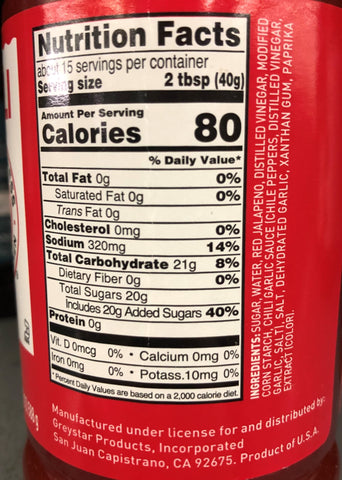 Nutrition Facts
about 15 servings per container
Serving size 2 tbsp (40g)
Amount Per Serving
Calories 80
% Daily Value*
Total Fat 0g 0%
Saturated Fat 0g 0%
Trans Fat 0g
Cholesterol 0mg 0%
Sodium 320mg 14%
Total Carbohydrate 21g 8%
Dietary Fiber 0g 0%
Total Sugars 20g
Includes 20g Added Sugars 40%
Protein 0g
Vit. D 0mcg 0% • Calcium 0mg 0%
Iron 0mg 0% • Potass.10mg 0%
*Percent Daily Values are based on a 2,000 calorie diet.
INGREDIENTS: SUGAR, WATER, RED JALAPENO, DISTILLED VINEGAR, MODIFIED
CORN STARCH, CHILI GARLIC SAUCE (CHILE PEPPERS, DISTILLED VINEGAR,
GARLIC, SALT), SALT, DEHYDRATED GARLIC, XANTHAN GUM, PAPRIKA
EXTRACT (COLOR).
Manufactured under license for and distributed by:
Greystar Products, Incorporated
San Juan Capistrano, CA 92675. Product of U.S.A.